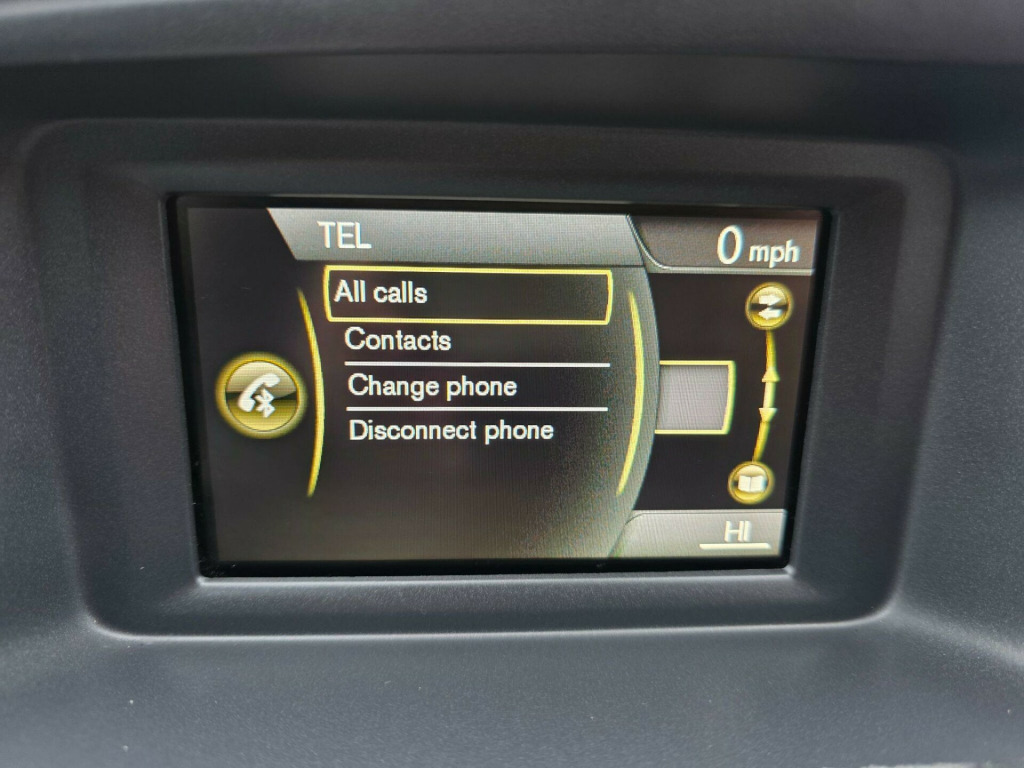 TEL
0 mph
All calls
Contacts
Change phone
Disconnect phone
HI